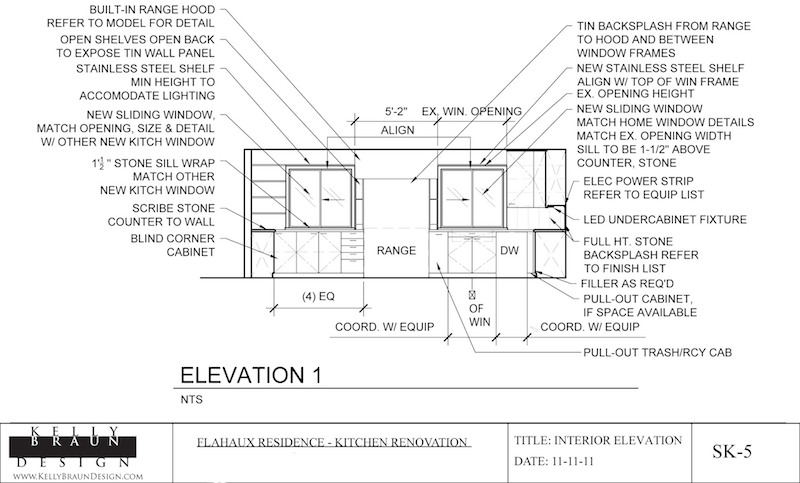 BUILT-IN RANGE HOOD
REFER TO MODEL FOR DETAIL
OPEN SHELVES OPEN BACK
TO EXPOSE TIN WALL PANEL
STAINLESS STEEL SHELF
MIN HEIGHT TO
ACCOMODATE LIGHTING
NEW SLIDING WINDOW,
MATCH OPENING, SIZE & DETAIL
W/ OTHER NEW KITCH WINDOW
1'½" STONE SILL WRAP
MATCH OTHER
NEW KITCH WINDOW
SCRIBE STONE
COUNTER TO WALL
BLIND CORNER
CABINET
5'-2"
EX. WIN. OPENING
ALIGN
TIN BACKSPLASH FROM RANGE
TO HOOD AND BETWEEN
WINDOW FRAMES
NEW STAINLESS STEEL SHELF
ALIGN W/ TOP OF WIN FRAME
EX. OPENING HEIGHT
NEW SLIDING WINDOW
MATCH HOME WINDOW DETAILS
MATCH EX. OPENING WIDTH
SILL TO BE 1-1/2" ABOVE
COUNTER, STONE
ELEC POWER STRIP
REFER TO EQUIP LIST
LED UNDERCABINET FIXTURE
FULL HT. STONE
BACKSPLASH REFER
TO FINISH LIST
FILLER AS REQ'D
PULL-OUT CABINET,
IF SPACE AVAILABLE
RANGE
DW
(4) EQ
OF
WIN
COORD. W/ EQUIP
COORD. W/ EQUIP
PULL-OUT TRASH/RCY CAB
ELEVATION 1
NTS
KELLY
BRAUN
DESIGN
WWW.KELLYBRAUNDESIGN.COM
FLAHAUX RESIDENCE - KITCHEN RENOVATION
TITLE: INTERIOR ELEVATION
DATE: 11-11-11
SK-5